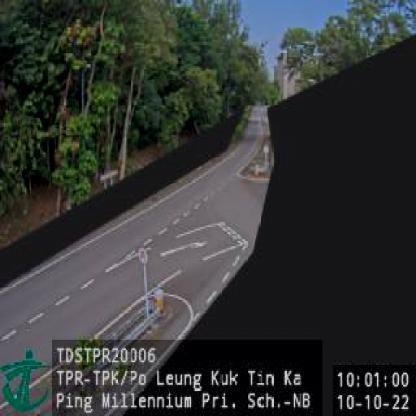 TDSTPR20006
TPR-TPK/Po Leung Kuk Tin Ka
Ping Millennium Pri. Sch.-NB
10:01:00
10-10-22